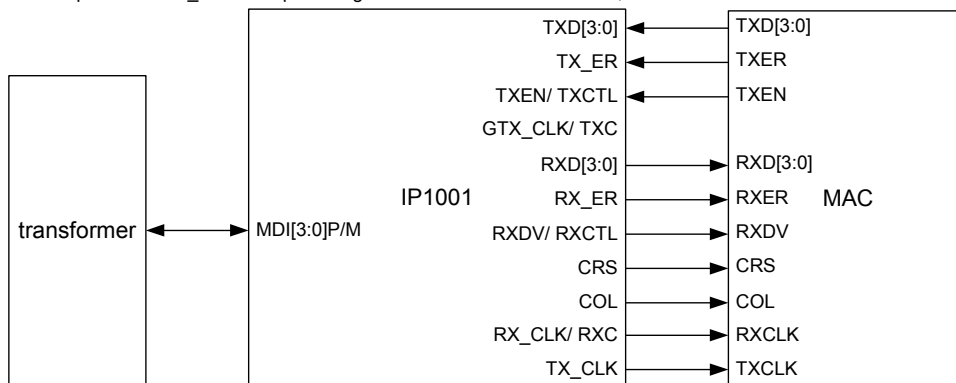 TXD[3:0] TXD[3:0]
TX_ER TXER
TXEN/ TXCTL TXEN
GTX_CLK/ TXC
RXD[3:0] RXD[3:0]
IP1001 RX_ER RXER MAC
transformer MDI[3:0]P/M RXDV/ RXCTL RXDV
CRS CRS
COL COL
RX_CLK/ RXC RXCLK
TX_CLK TXCLK